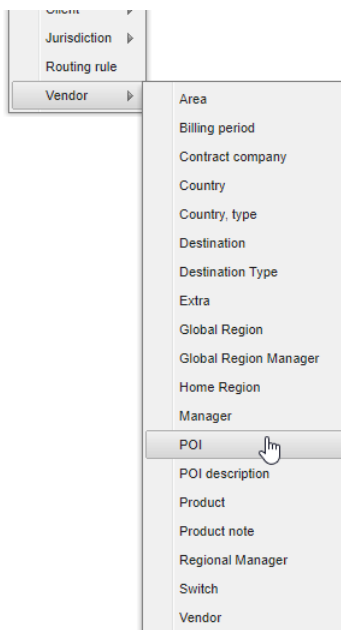 Client
Jurisdiction
Routing rule
Vendor
Area
Billing period
Contract company
Country
Country, type
Destination
Destination Type
Extra
Global Region
Global Region Manager
Home Region
Manager
POI
POI description
Product
Product note
Regional Manager
Switch
Vendor